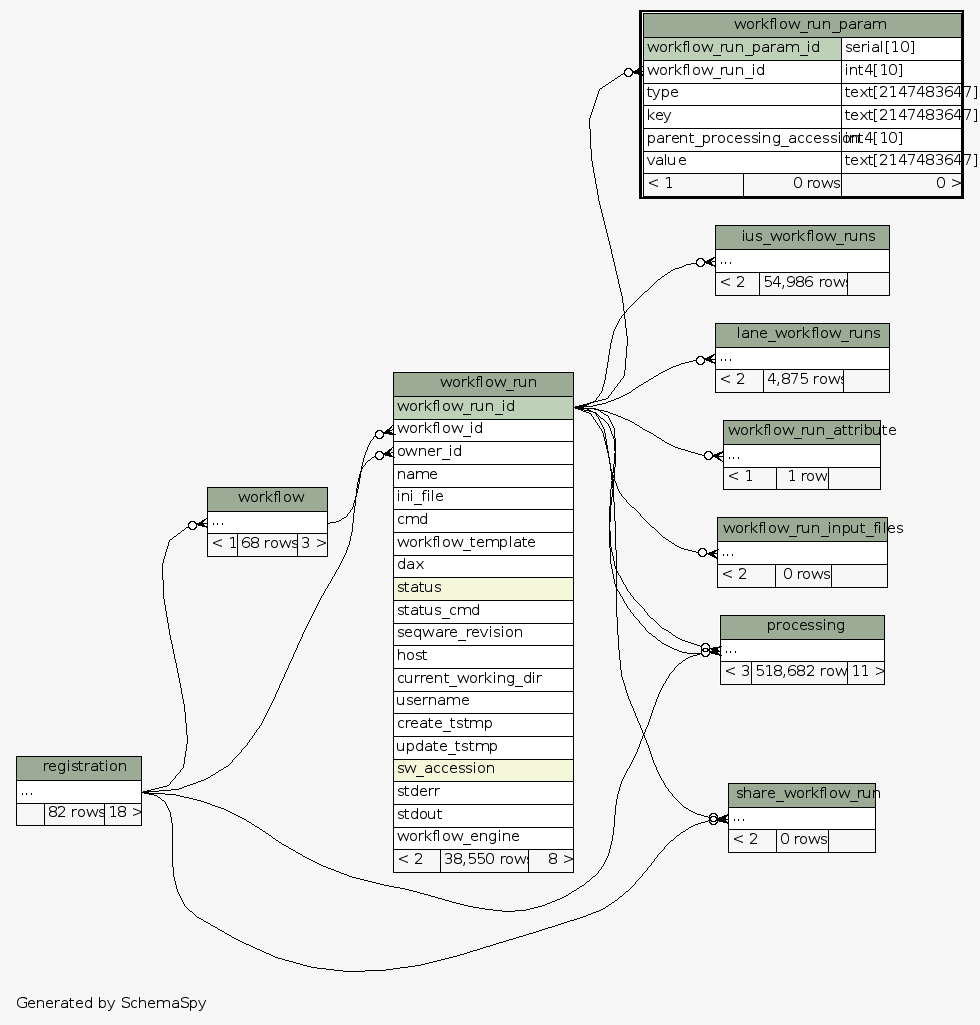 workflow_run_param
workflow_run_param_id serial[10]
workflow_run_id int4[10]
type text[2147483647]
key text[2147483647]
parent_processing_accession int4[10]
value text[2147483647]
< 1 0 rows 0 >
ius_workflow_runs
...
< 2 54,986 rows
lane_workflow_runs
...
< 2 4,875 rows
workflow_run
workflow_run_id
workflow_id
owner_id
name
ini_file
cmd
workflow_template
dax
status
status_cmd
seqware_revision
host
current_working_dir
username
create_tstmp
update_tstmp
sw_accession
stderr
stdout
workflow_engine
< 2 38,550 rows 8 >
workflow_run_attribute
...
< 1 1 row
workflow
...
< 1 68 rows 3 >
workflow_run_input_files
...
< 2 0 rows
processing
...
< 3 518,682 rows 11 >
registration
...
82 rows 18 >
share_workflow_run
...
< 2 0 rows
Generated by SchemaSpy